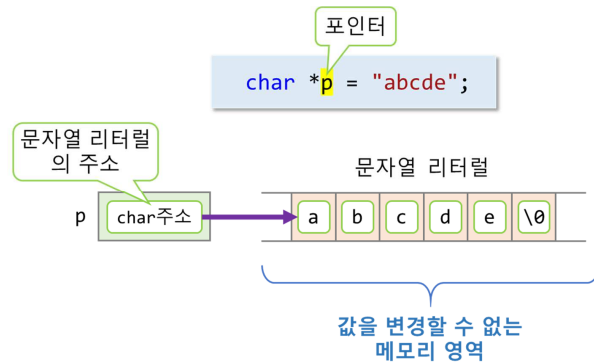 포인터
char *p = "abcde";
문자열 리터럴
의 주소
문자열 리터럴
p char주소 a b c d e \0
값을 변경할 수 없는
메모리 영역